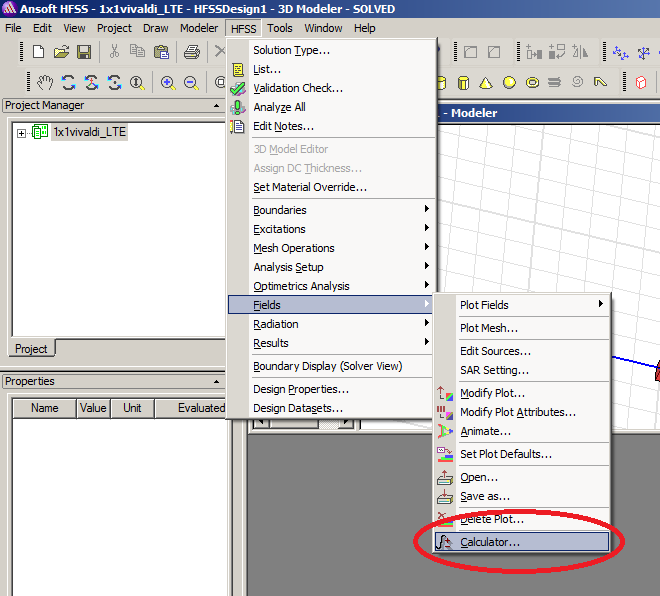 Ansoft HFSS - 1x1vivaldi_LTE - HFSSDesign1 - 3D Modeler - SOLVED
File Edit View Project Draw Modeler HFSS Tools Window Help
Project Manager
1x1vivaldi_LTE
Project
Properties
Name Value Unit Evaluated
Solution Type...
List...
Validation Check...
Analyze All
Edit Notes...
3D Model Editor
Assign DC Thickness...
Set Material Override...
Boundaries
Excitations
Mesh Operations
Analysis Setup
Optimetrics Analysis
Fields
Radiation
Results
Boundary Display (Solver View)
Design Properties...
Design Datasets...
- Modeler
Plot Fields
Plot Mesh...
Edit Sources...
SAR Setting...
Modify Plot...
Modify Plot Attributes...
Animate...
Set Plot Defaults...
Open...
Save as...
Delete Plot...
Calculator...